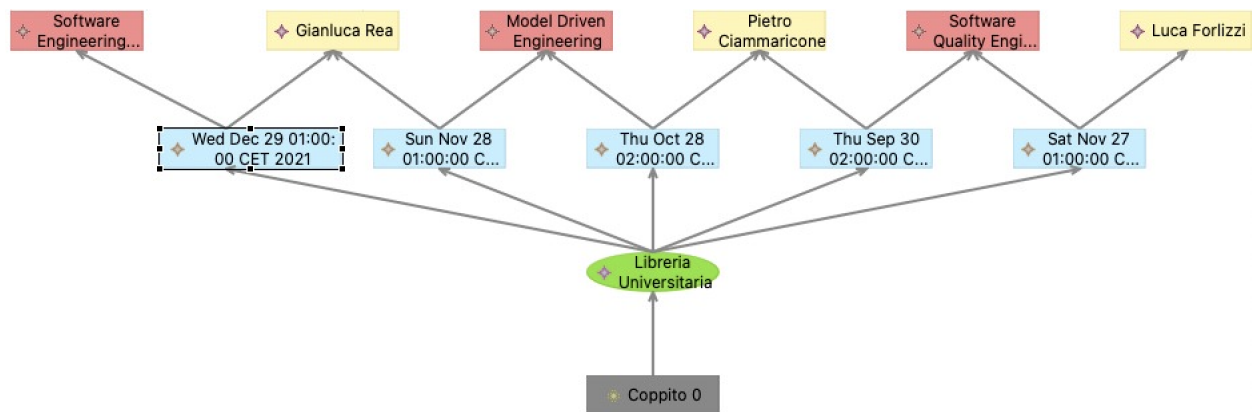 Software
Engineering...
Gianluca Rea
Model Driven
Engineering
Pietro
Ciammaricone
Software
Quality Engi...
Luca Forlizzi
Wed Dec 29 01:00:
00 CET 2021
Sun Nov 28
01:00:00 C...
Thu Oct 28
02:00:00 C...
Thu Sep 30
02:00:00 C...
Sat Nov 27
01:00:00 C...
Libreria
Universitaria
Coppito 0